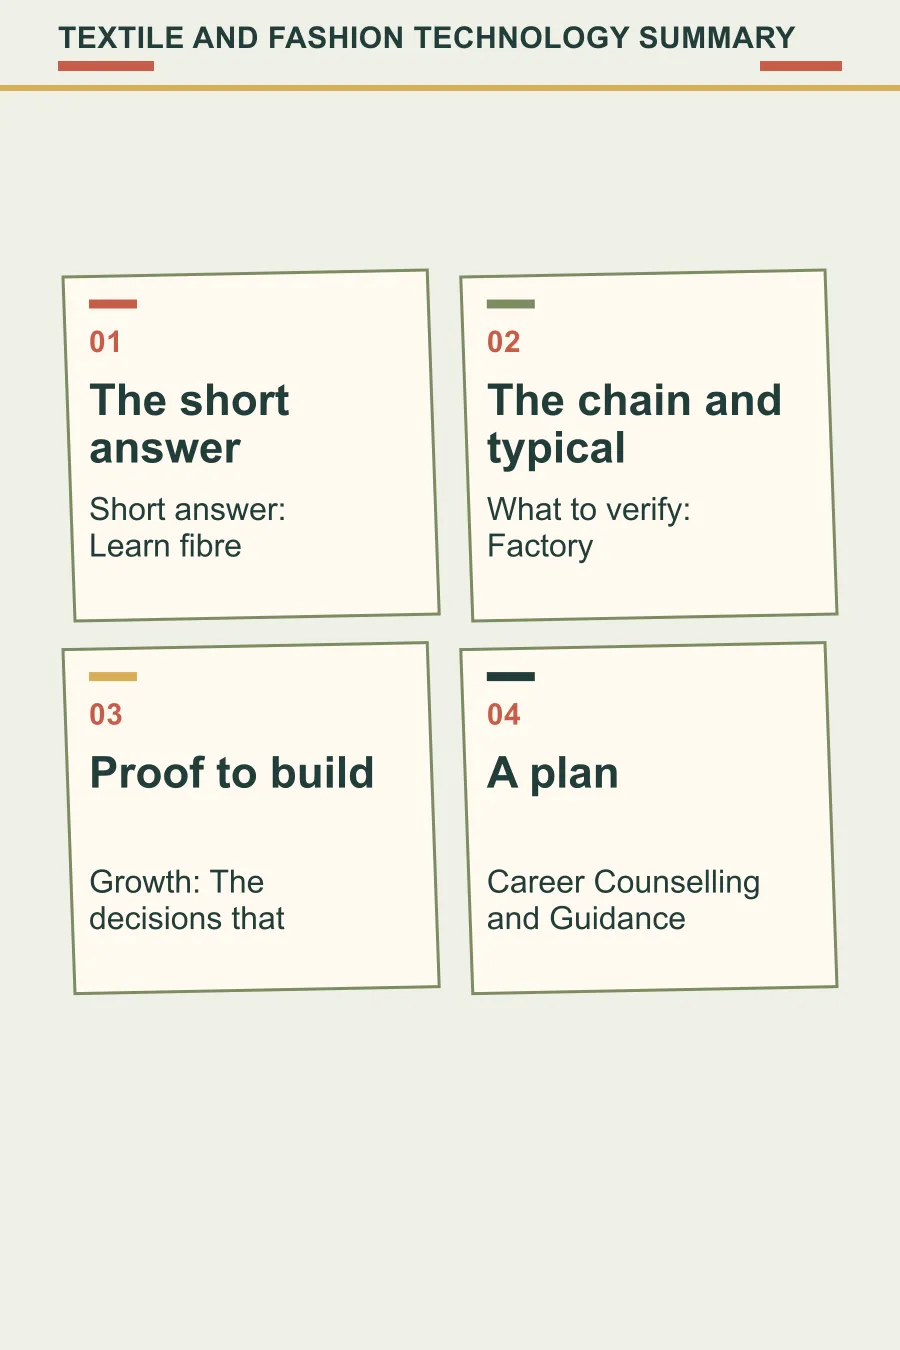 TEXTILE AND FASHION TECHNOLOGY SUMMARY
01
The short
answer
Short answer:
Learn fibre
02
The chain and
typical
What to verify:
Factory
03
Proof to build
Growth: The
decisions that
04
A plan
Career Counselling
and Guidance